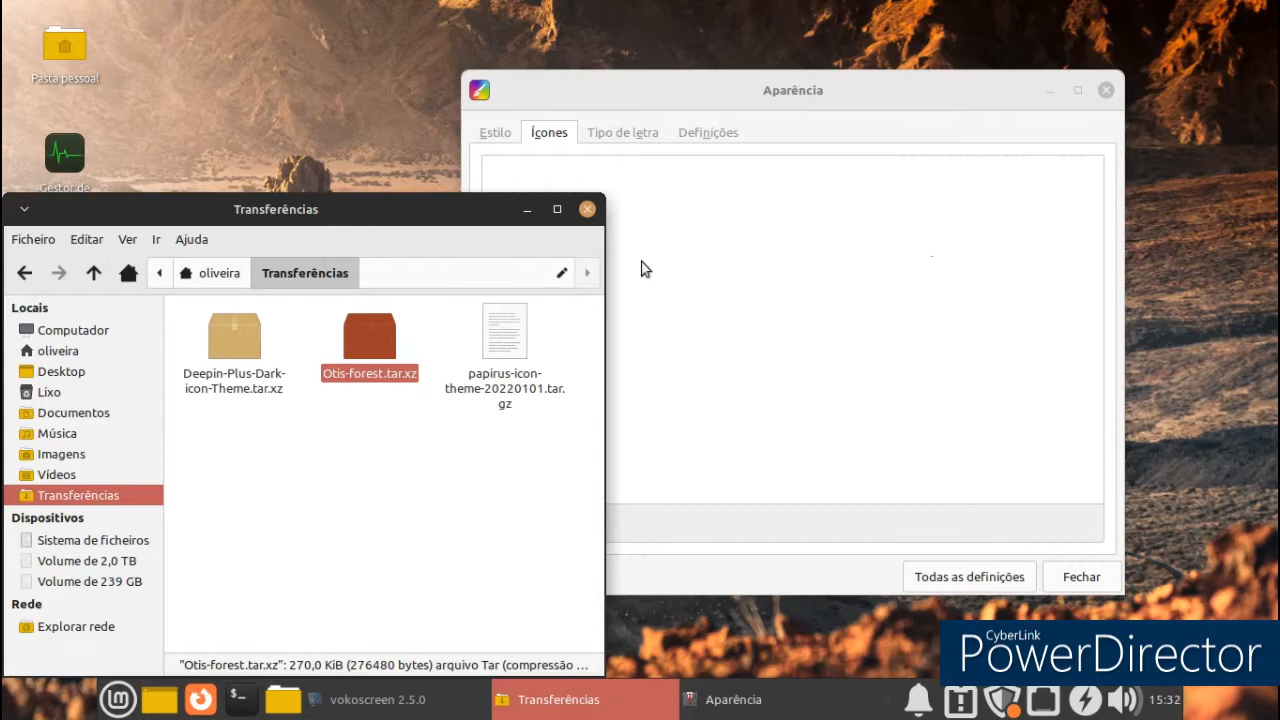 Pasta pessoal
Gestor de
Aparência
Estilo
Ícones
Tipo de letra
Definições
Transferências
Ficheiro
Editar
Ver
Ir
Ajuda
oliveira
Transferências
Locais
Computador
oliveira
Desktop
Lixo
Documentos
Música
Imagens
Vídeos
Transferências
Dispositivos
Sistema de ficheiros
Volume de 2,0 TB
Volume de 239 GB
Rede
Explorar rede
Deepin-Plus-Dark-
icon-Theme.tar.xz
Otis-forest.tar.xz
papirus-icon-
theme-20220101.tar.
gz
"Otis-forest.tar.xz": 270,0 KiB (276480 bytes) arquivo Tar (compressão ...
Todas as definições
Fechar
CyberLink
PowerDirector
vokoscreen 2.5.0
Transferências
Aparência
15:32